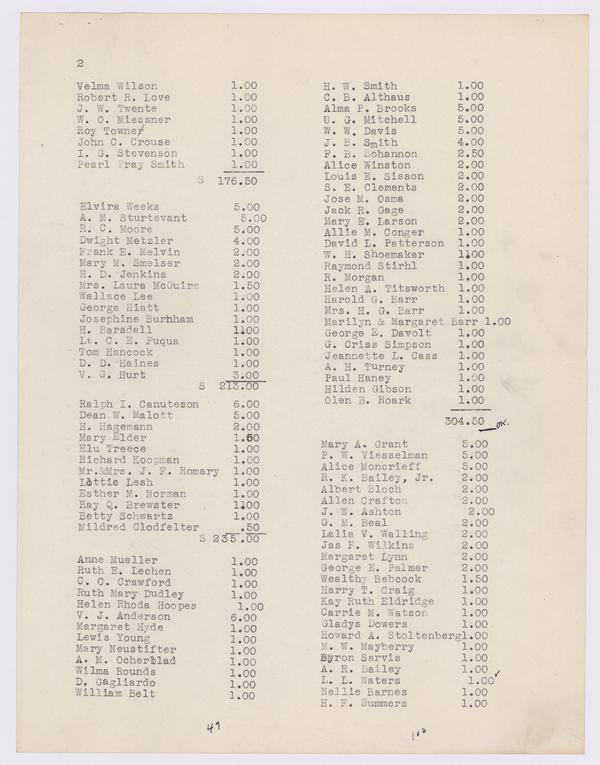 2
Velma Wilson 1.00
Robert R. Love 1.00
J. W. Twente 1.00
W. O. Miessner 1.00
Roy Towner 1.00
John C. Crouse 1.00
I. G. Stevenson 1.00
Pearl Pray Smith 1.00
S 176.50
Elvira Weeks 5.00
A. M. Sturtevant 5.00
R. C. Moore 5.00
Dwight Metzler 4.00
Frank E. Melvin 2.00
Mary M. Smelser 2.00
H. D. Jenkins 2.00
Mrs. Laura McGuire 1.50
Wallace Lee 1.00
George Hiatt 1.00
Josephine Burnham 1.00
H. Barsdall 1100
Lt. C. E. Fuqua 1.00
Tom Hancock 1.00
D. D. Haines 1.00
V. G. Hurt 3.00
S 213.00
Ralph I. Canuteson 6.00
Dean W. Malott 5.00
H. Hagemann 2.00
Mary Elder 1.50
Elu Treece 1.00
Richard Koopman 1.00
Mr.&Mrs. J. F. Romary 1.00
Lottie Lesh 1.00
Esther M. Norman 1.00
Ray Q. Brewster 1100
Betty Schwartz 1.00
Mildred Clodfelter .50
S 235.00
Anne Mueller 1.00
Ruth E. Lechen 1.00
C. C. Crawford 1.00
Ruth Mary Dudley 1.00
Helen Rhoda Hoopes 1.00
V. J. Anderson 6.00
Margaret Hyde 1.00
Lewis Young 1.00
Mary Neustifter 1.00
A. M. Ocherblad 1.00
Wilma Rounds 1.00
D. Gagliardo 1.00
William Belt 1.00
H. W. Smith 1.00
C. B. Althaus 1.00
Alma P. Brooks 5.00
U. G. Mitchell 5.00
W. W. Davis 5.00
J. B. Smith 4.00
F. B. Dohannon 2.50
Alice Winston 2.00
Louis E. Sisson 2.00
S. E. Clements 2.00
Jose M. Osma 2.00
Jack R. Gage 2.00
Mary E. Larson 2.00
Allie M. Conger 1.00
David L. Patterson 1.00
W. H. Shoemaker 1100
Raymond Stirhl 1.00
R. Morgan 1.00
Helen A. Titsworth 1.00
Harold G. Barr 1.00
Mrs. H. G. Barr 1.00
Marilyn & Margaret Barr 1.00
George E. Davolt 1.00
G. Criss Simpson 1.00
Jeannette L. Cass 1.00
A. H. Turney 1.00
Paul Haney 1.00
Hilden Gibson 1.00
Olen B. Roark 1.00
304.50 OK.
Mary A. Grant 5.00
P. W. Viesselman 5.00
Alice Moncrieff 5.00
R. K. Bailey, Jr. 2.00
Albert Bloch 2.00
Allen Crafton 2.00
J. W. Ashton 2.00
G. M. Beal 2.00
Lalia V. Walling 2.00
Jas F. Wilkins 2.00
Margaret Lynn 2.00
George E. Palmer 2.00
Wealthy Babcock 1.50
Harry T. Craig 1.00
Kay Ruth Eldridge 1.00
Carrie M. Watson 1.00
Gladys Dowers 1.00
Howard A. Stoltenberg1.00
M. W. Mayberry 1.00
Byron Sarvis 1.00
A. R. Bailey 1.00
L. L. Waters 1.00
Nellie Barnes 1.00
H. F. Summers 1.00
49
100